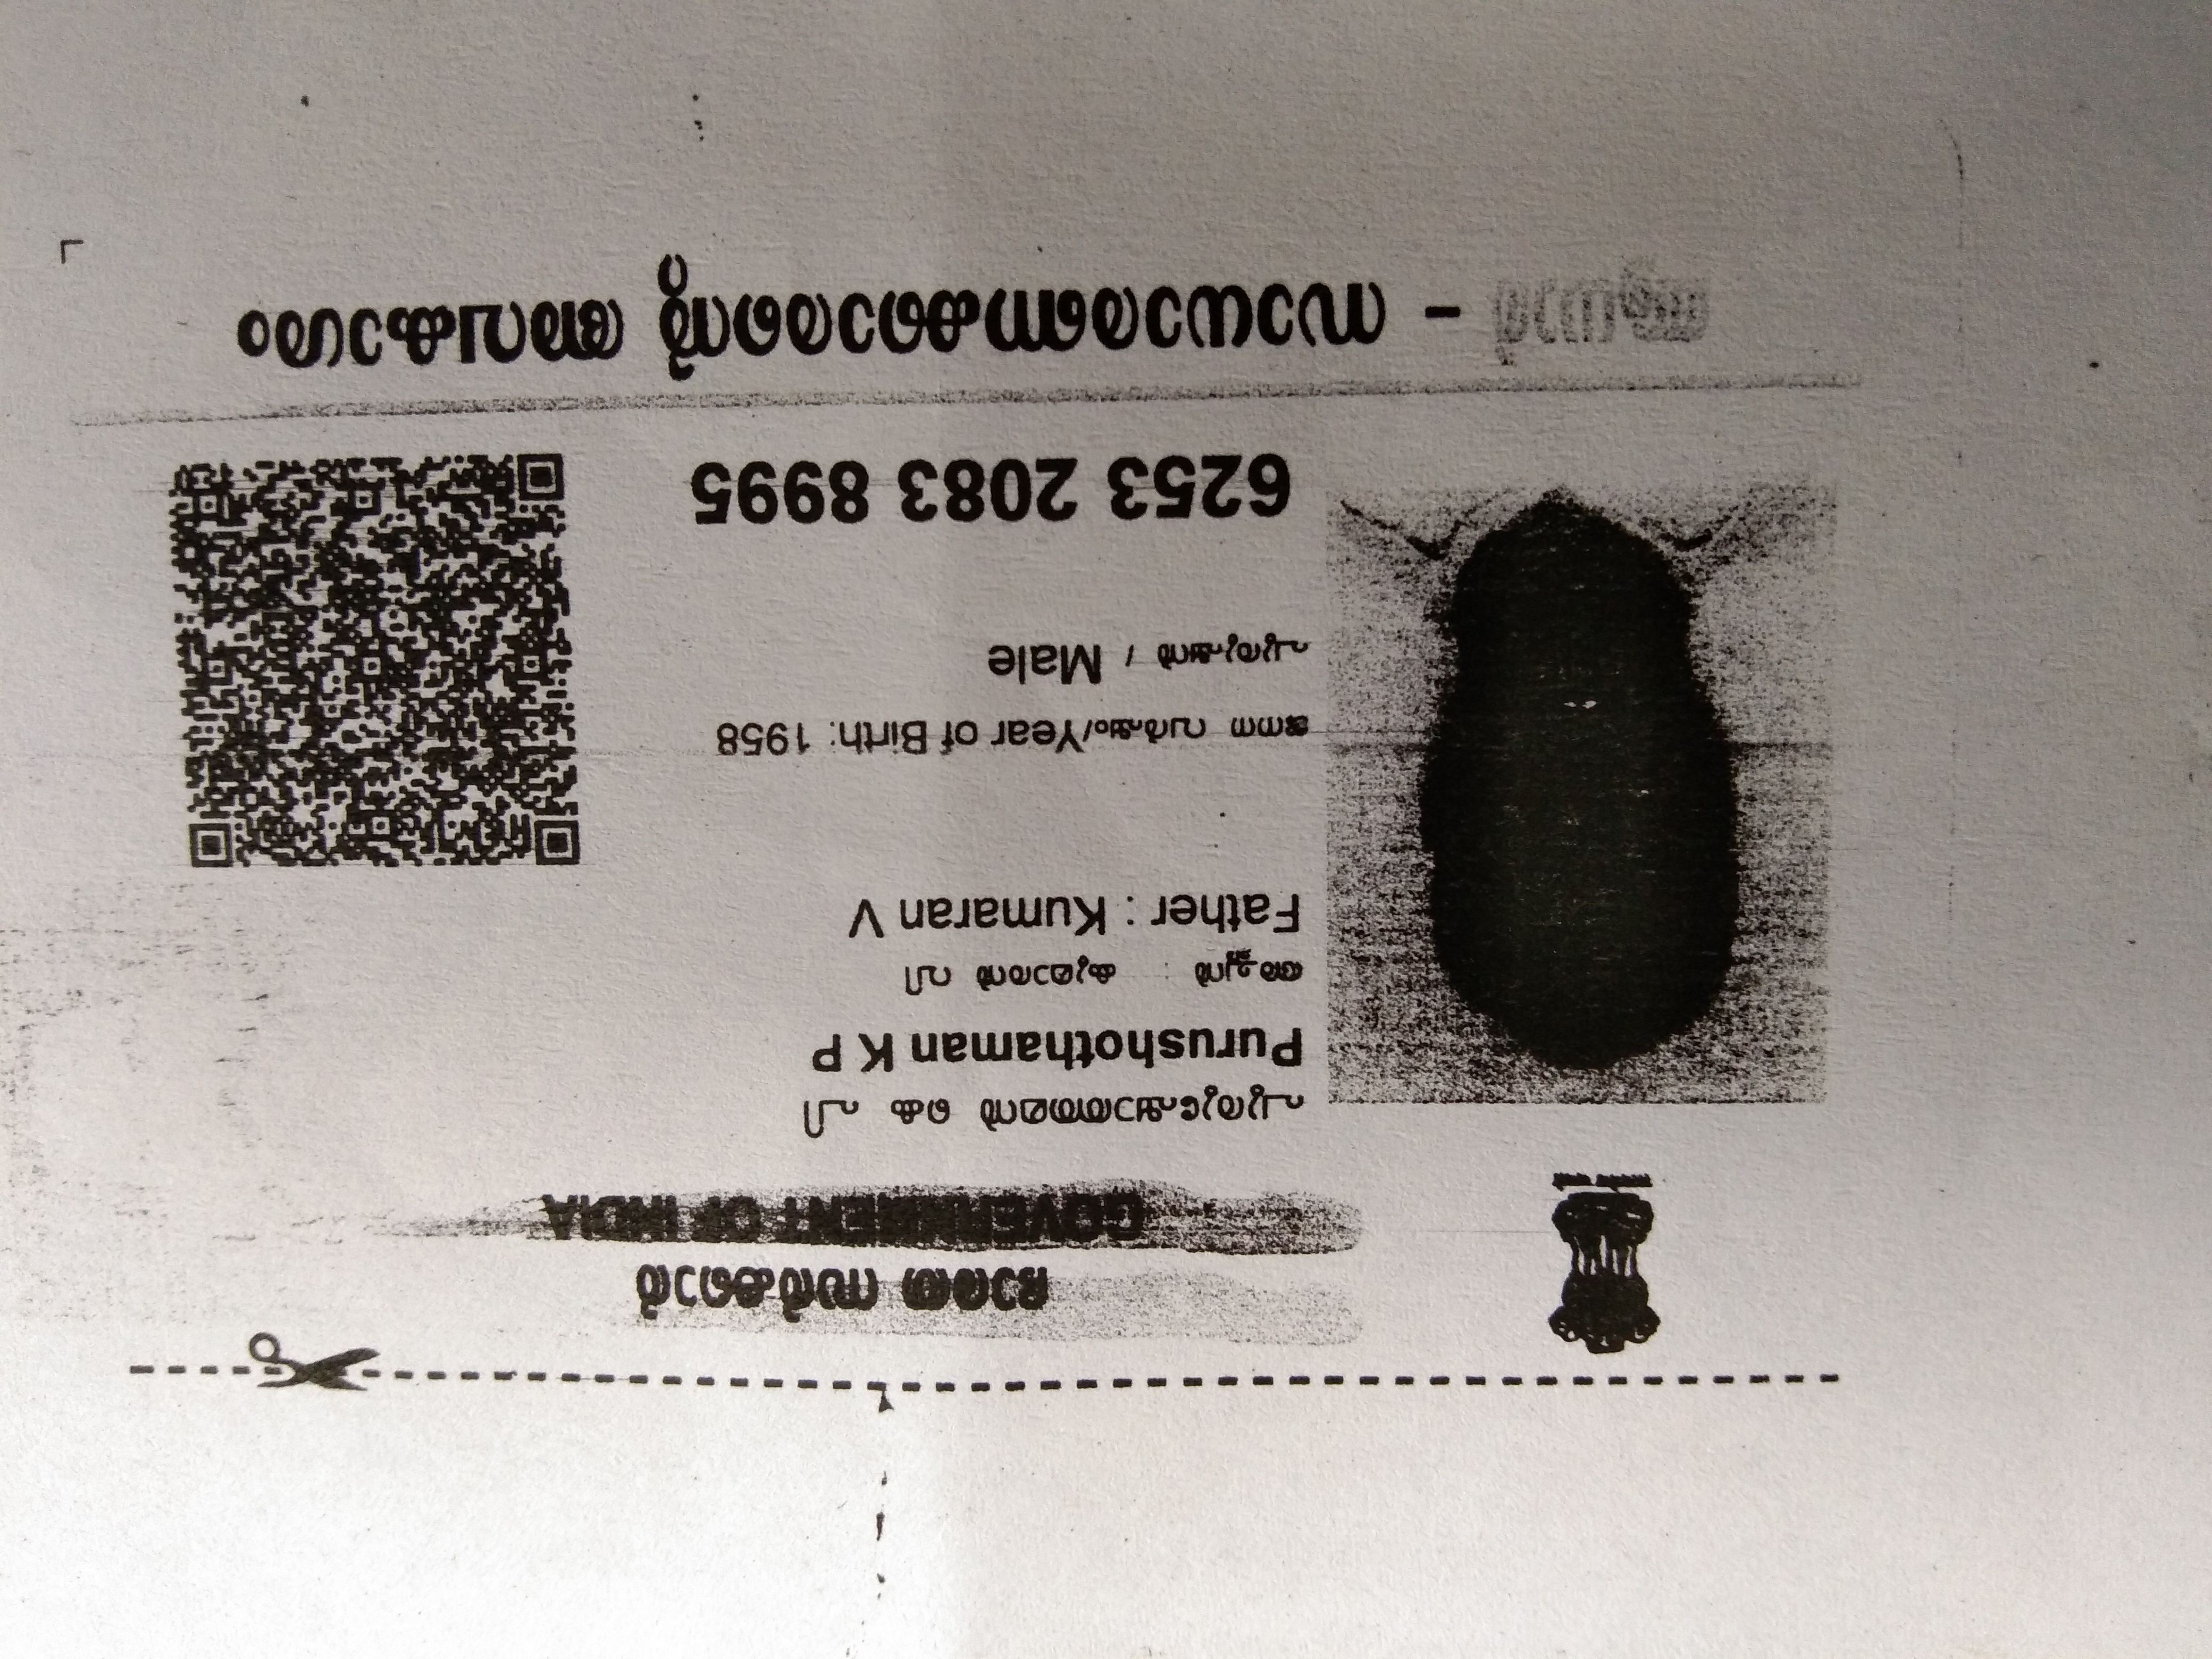 ഭാരത സർക്കാർ
GOVERNMENT OF INDIA
പുരുഷോത്തമൻ കെ പി
Purushothaman K P
അച്ഛൻ : കുമാരൻ വി
Father : Kumaran V
ജനന വർഷം/Year of Birth: 1958
പുരുഷൻ / Male
6253 2083 8995
ആധാർ - സാധാരണക്കാരന്റെ അവകാശം